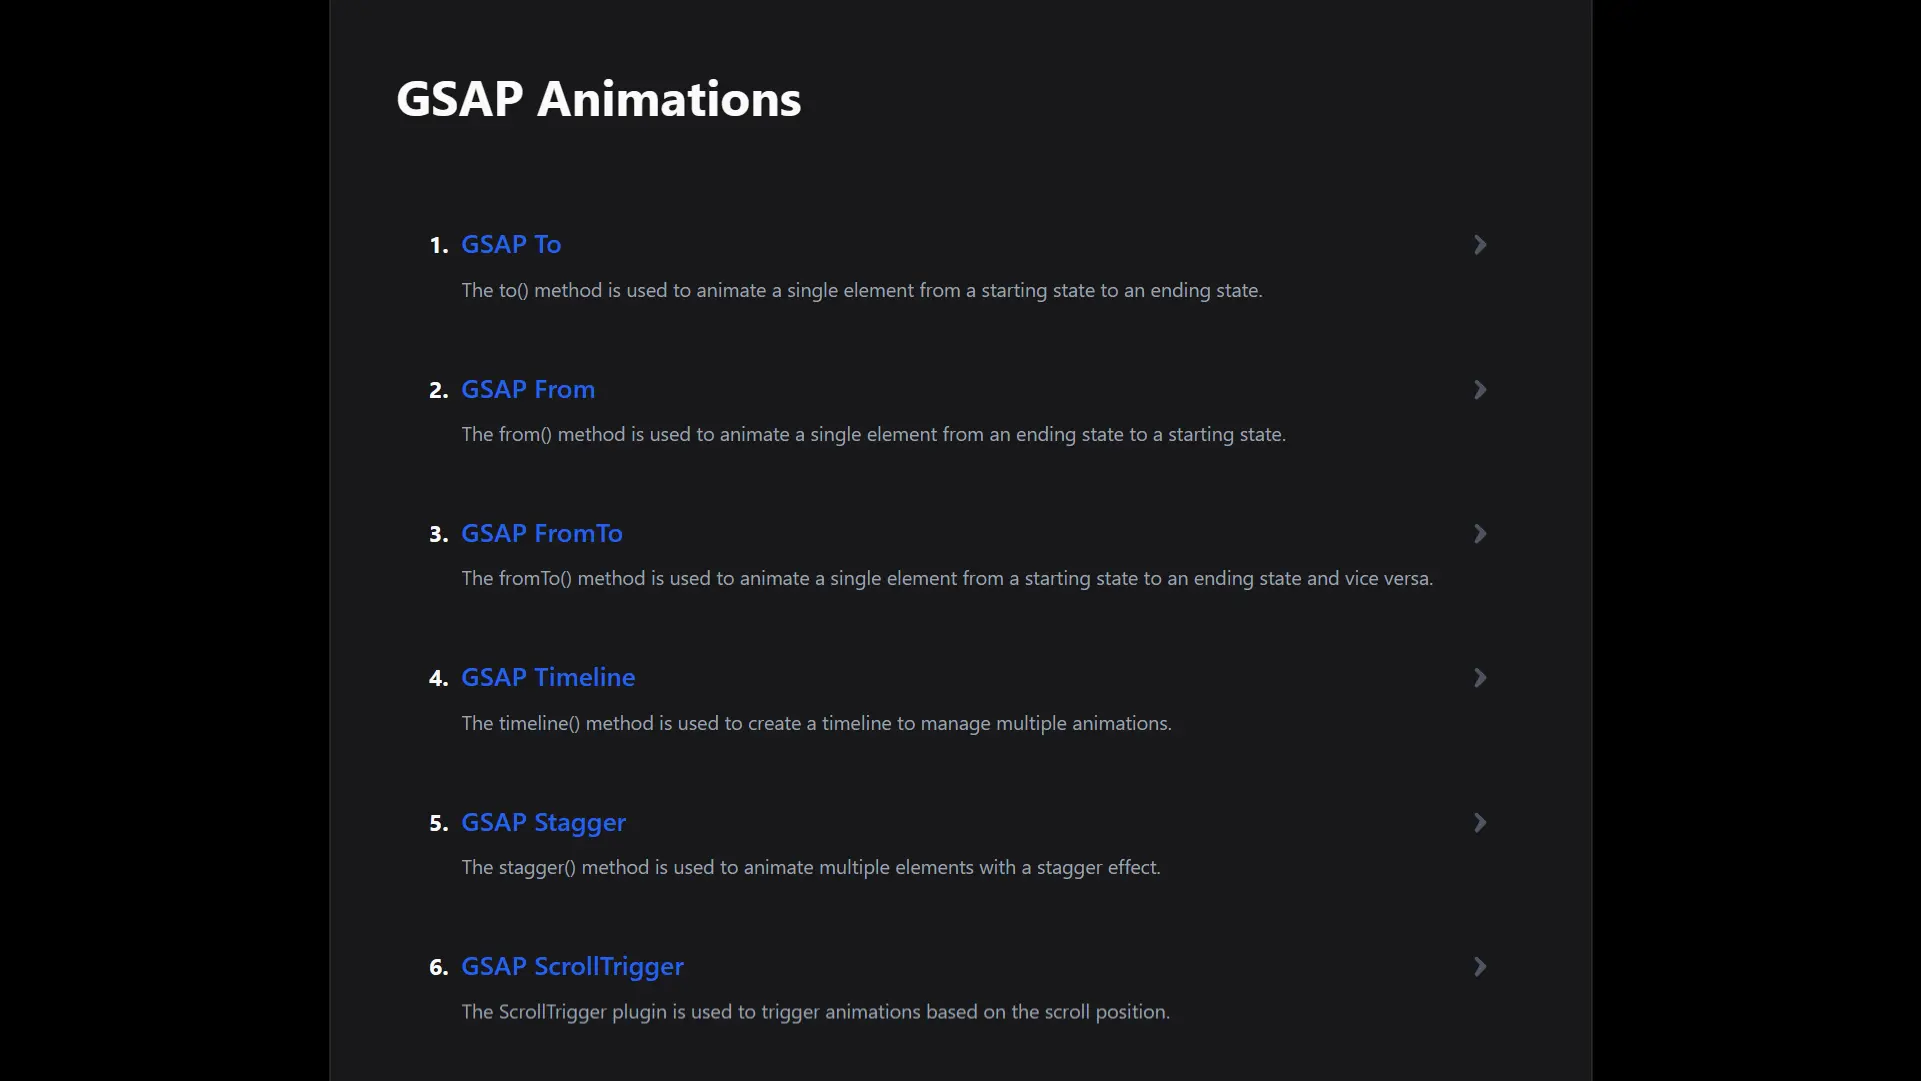 GSAP Animations
1. GSAP To
The to() method is used to animate a single element from a starting state to an ending state.
2. GSAP From
The from() method is used to animate a single element from an ending state to a starting state.
3. GSAP FromTo
The fromTo() method is used to animate a single element from a starting state to an ending state and vice versa.
4. GSAP Timeline
The timeline() method is used to create a timeline to manage multiple animations.
5. GSAP Stagger
The stagger() method is used to animate multiple elements with a stagger effect.
6. GSAP ScrollTrigger
The ScrollTrigger plugin is used to trigger animations based on the scroll position.